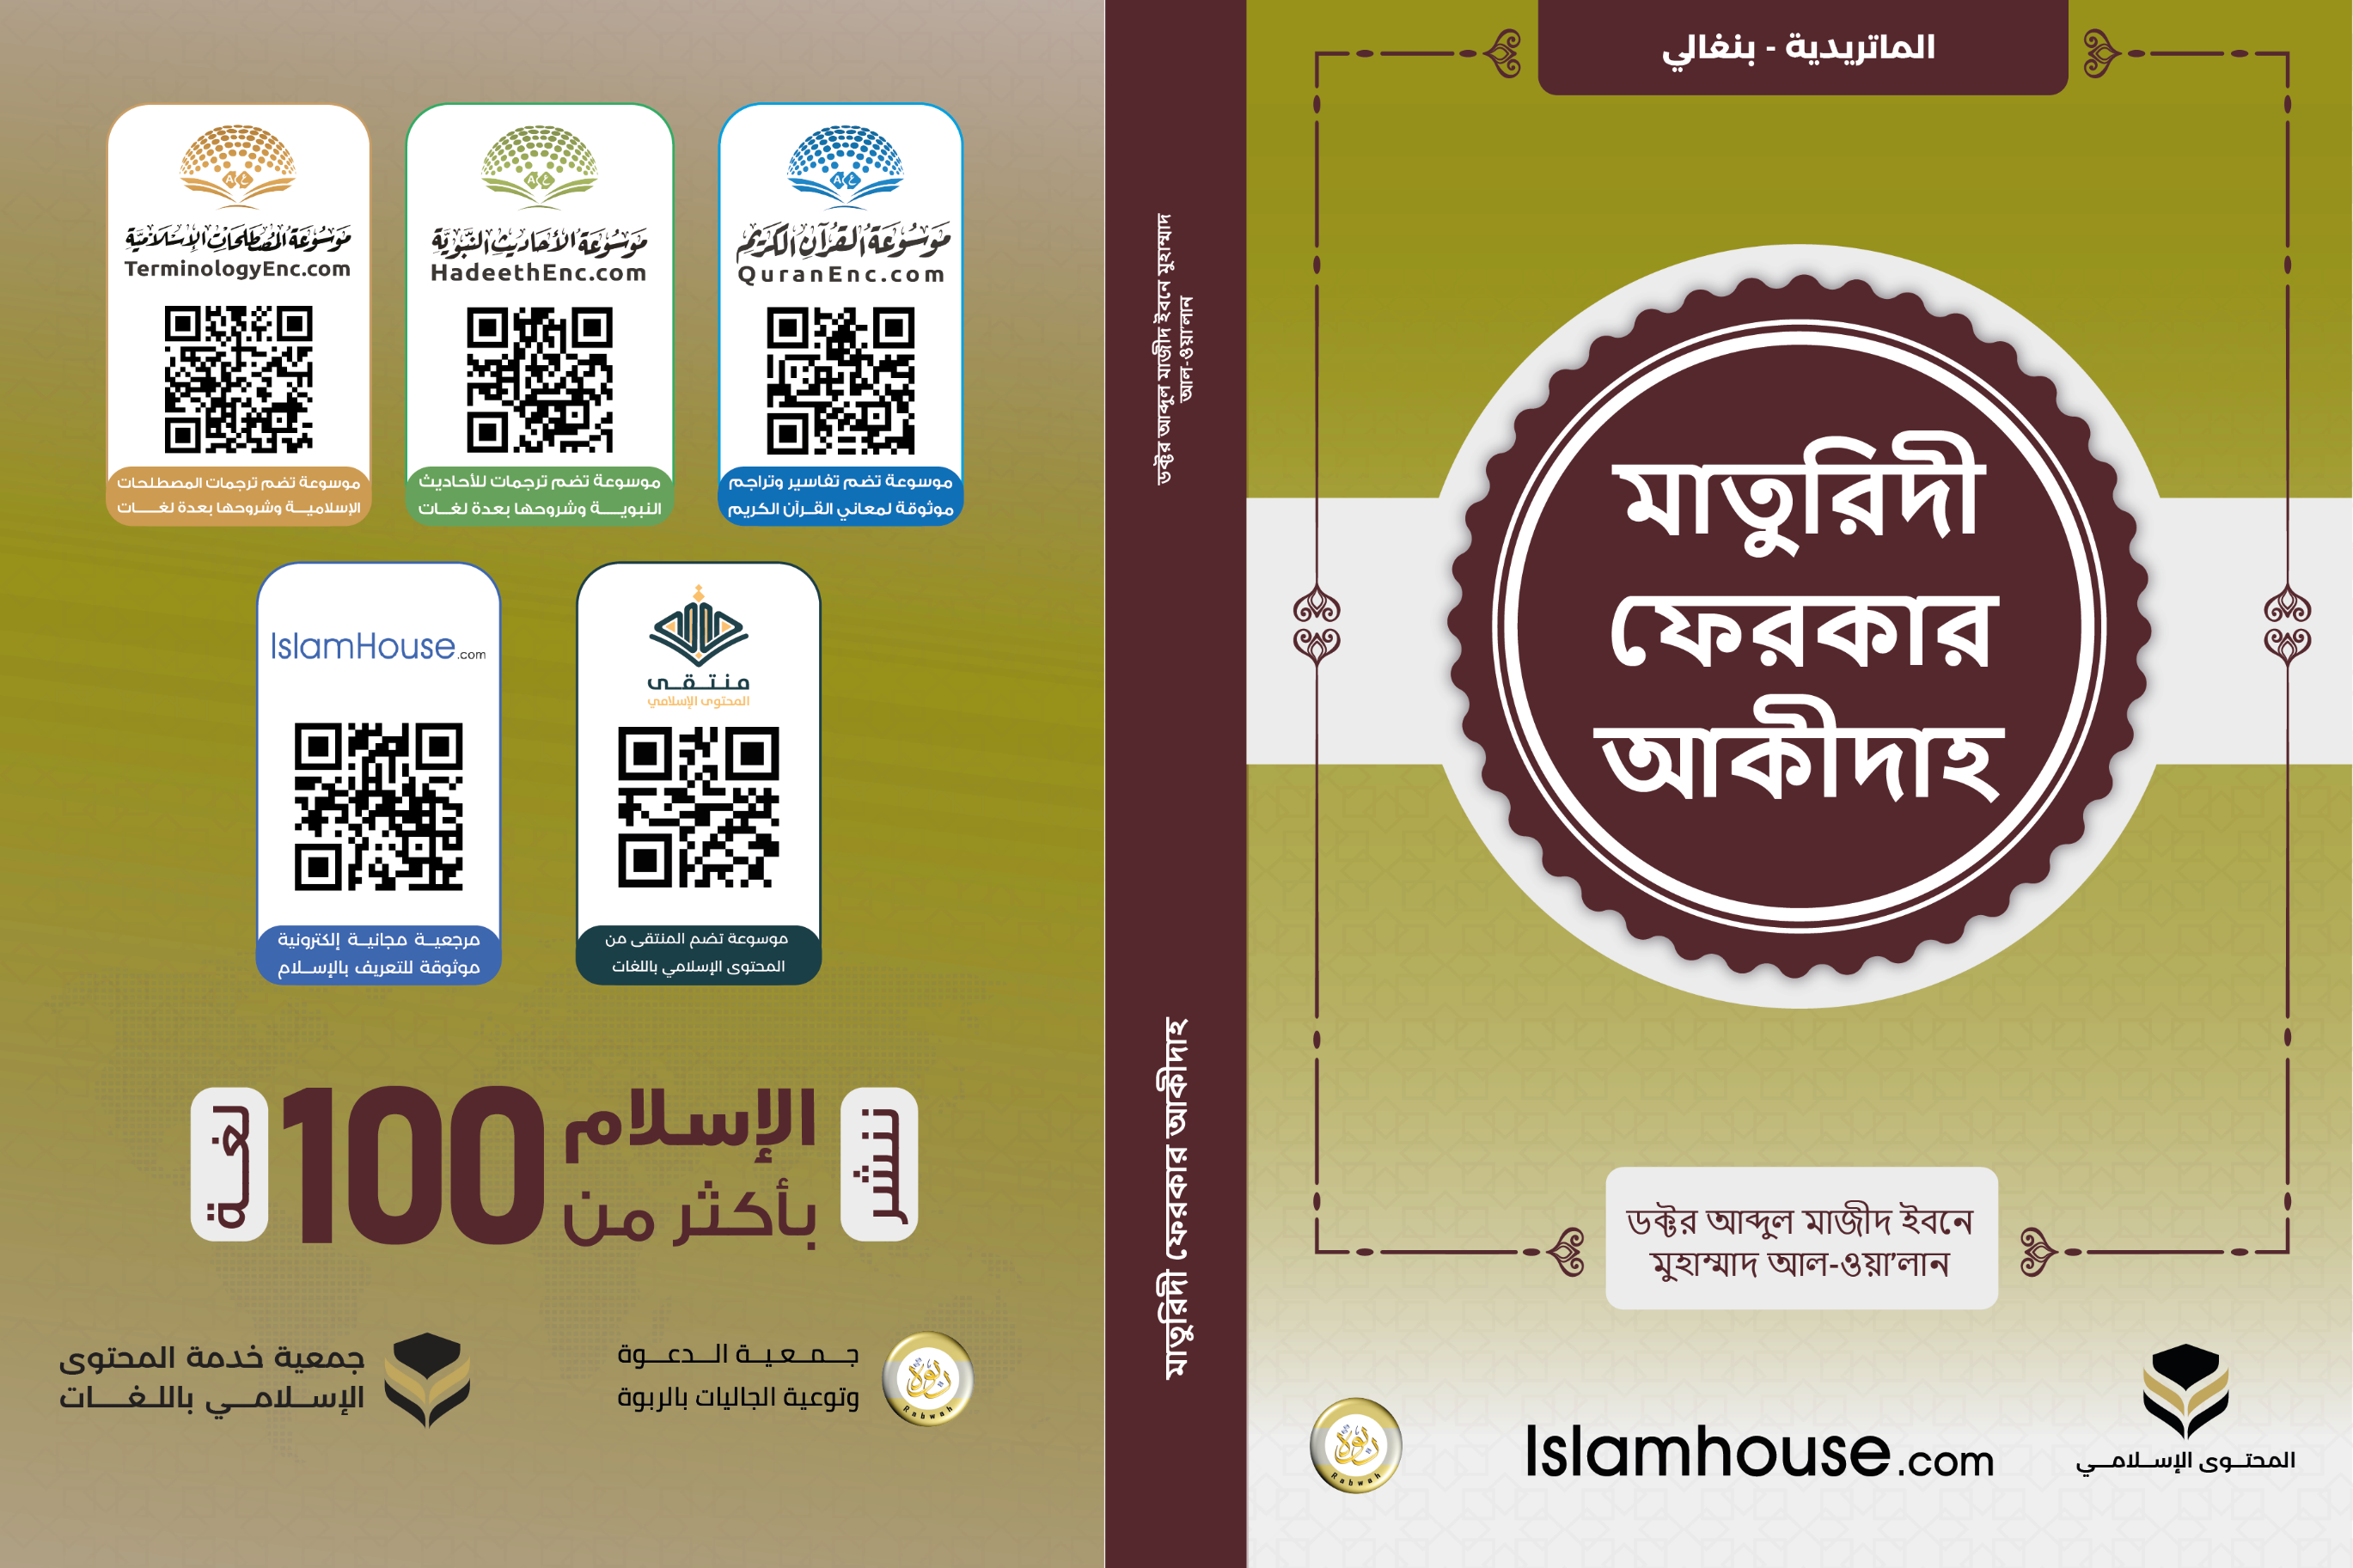 الماتريدية - بنغالي
মাতুরিদী
ফেরকার
আকীদাহ
ডক্টর আব্দুল মাজীদ ইবনে
মুহাম্মাদ আল-ওয়া’লান
Rabwah
Islamhouse.com
المحتوى الإسلامي
ডক্টর আব্দুল মাজীদ ইবনে মুহাম্মাদ
আল-ওয়া’লান
মাতুরিদী ফেরকার আকীদাহ
موسوعة المصطلحات الإسلامية
TerminologyEnc.com
موسوعة تضم ترجمات المصطلحات
الإسلامية وشروحها بعدة لغات
موسوعة الأحاديث النبوية
HadeethEnc.com
موسوعة تضم ترجمات للأحاديث
النبوية وشروحها بعدة لغات
موسوعة القرآن الكريم
QuranEnc.com
موسوعة تضم تفاسير وتراجم
موثوقة لمعاني القرآن الكريم
IslamHouse.com
مرجعية مجانية إلكترونية
موثوقة للتعريف بالإسلام
منتقى
المحتوى الإسلامي
موسوعة تضم المنتقى من
المحتوى الإسلامي باللغات
ننشر
الإسلام
بأكثر من
100
لغة
جمعية الدعوة
وتوعية الجاليات بالربوة
ربوة
Rabwah
جمعية خدمة المحتوى
الإسلامي باللغات